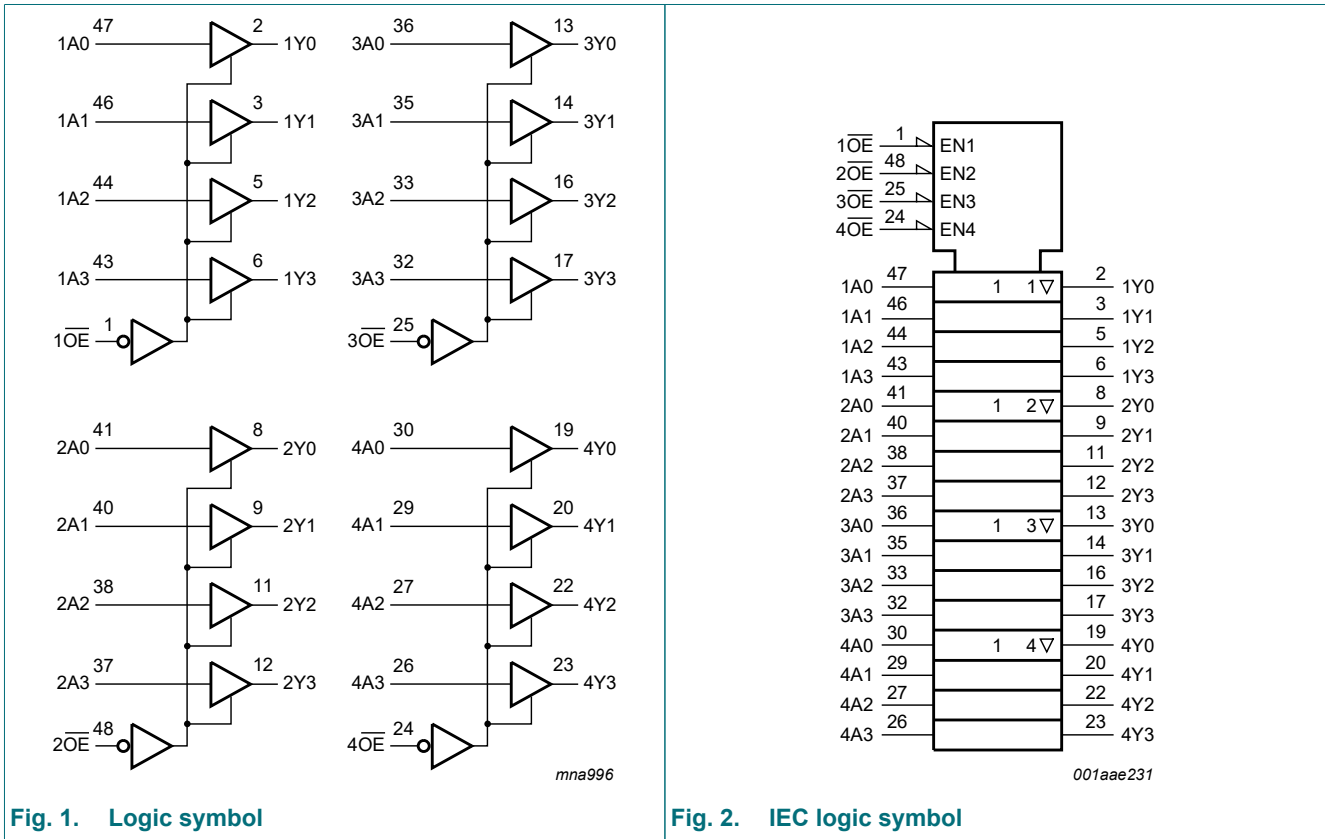 47 2 36 13
1A0 1Y0 3A0 3Y0
46 3 35 14
1A1 1Y1 3A1 3Y1
44 5 33 16
1A2 1Y2 3A2 3Y2
43 6 32 17
1A3 1Y3 3A3 3Y3
1 25
1O̅E̅ 3O̅E̅
41 8 30 19
2A0 2Y0 4A0 4Y0
40 9 29 20
2A1 2Y1 4A1 4Y1
38 11 27 22
2A2 2Y2 4A2 4Y2
37 12 26 23
2A3 2Y3 4A3 4Y3
48 24
2O̅E̅ 4O̅E̅
mna996
Fig. 1. Logic symbol
1O̅E̅ 1 EN1
2O̅E̅ 48 EN2
3O̅E̅ 25 EN3
4O̅E̅ 24 EN4
1A0 47 1 1▽ 2 1Y0
1A1 46 3 1Y1
1A2 44 5 1Y2
1A3 43 6 1Y3
2A0 41 1 2▽ 8 2Y0
2A1 40 9 2Y1
2A2 38 11 2Y2
2A3 37 12 2Y3
3A0 36 1 3▽ 13 3Y0
3A1 35 14 3Y1
3A2 33 16 3Y2
3A3 32 17 3Y3
4A0 30 1 4▽ 19 4Y0
4A1 29 20 4Y1
4A2 27 22 4Y2
4A3 26 23 4Y3
001aae231
Fig. 2. IEC logic symbol